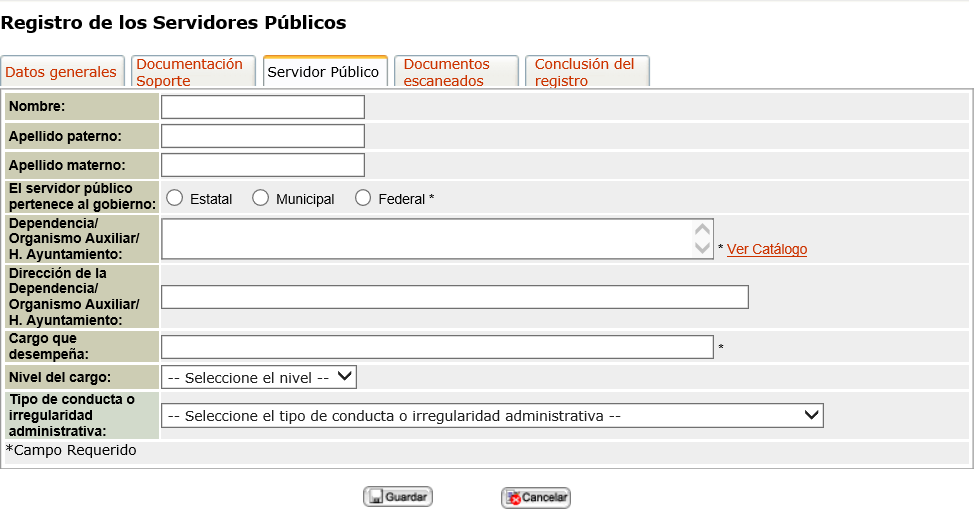 Registro de los Servidores Públicos
Datos generales
Documentación
Soporte
Servidor Público
Documentos
escaneados
Conclusión del
registro
Nombre:
Apellido paterno:
Apellido materno:
El servidor público
pertenece al gobierno:
Estatal Municipal Federal *
Dependencia/
Organismo Auxiliar/
H. Ayuntamiento:
* Ver Catálogo
Dirección de la
Dependencia/
Organismo Auxiliar/
H. Ayuntamiento:
Cargo que
desempeña:
*
Nivel del cargo:
-- Seleccione el nivel --
Tipo de conducta o
irregularidad
administrativa:
-- Seleccione el tipo de conducta o irregularidad administrativa --
*Campo Requerido
Guardar Cancelar